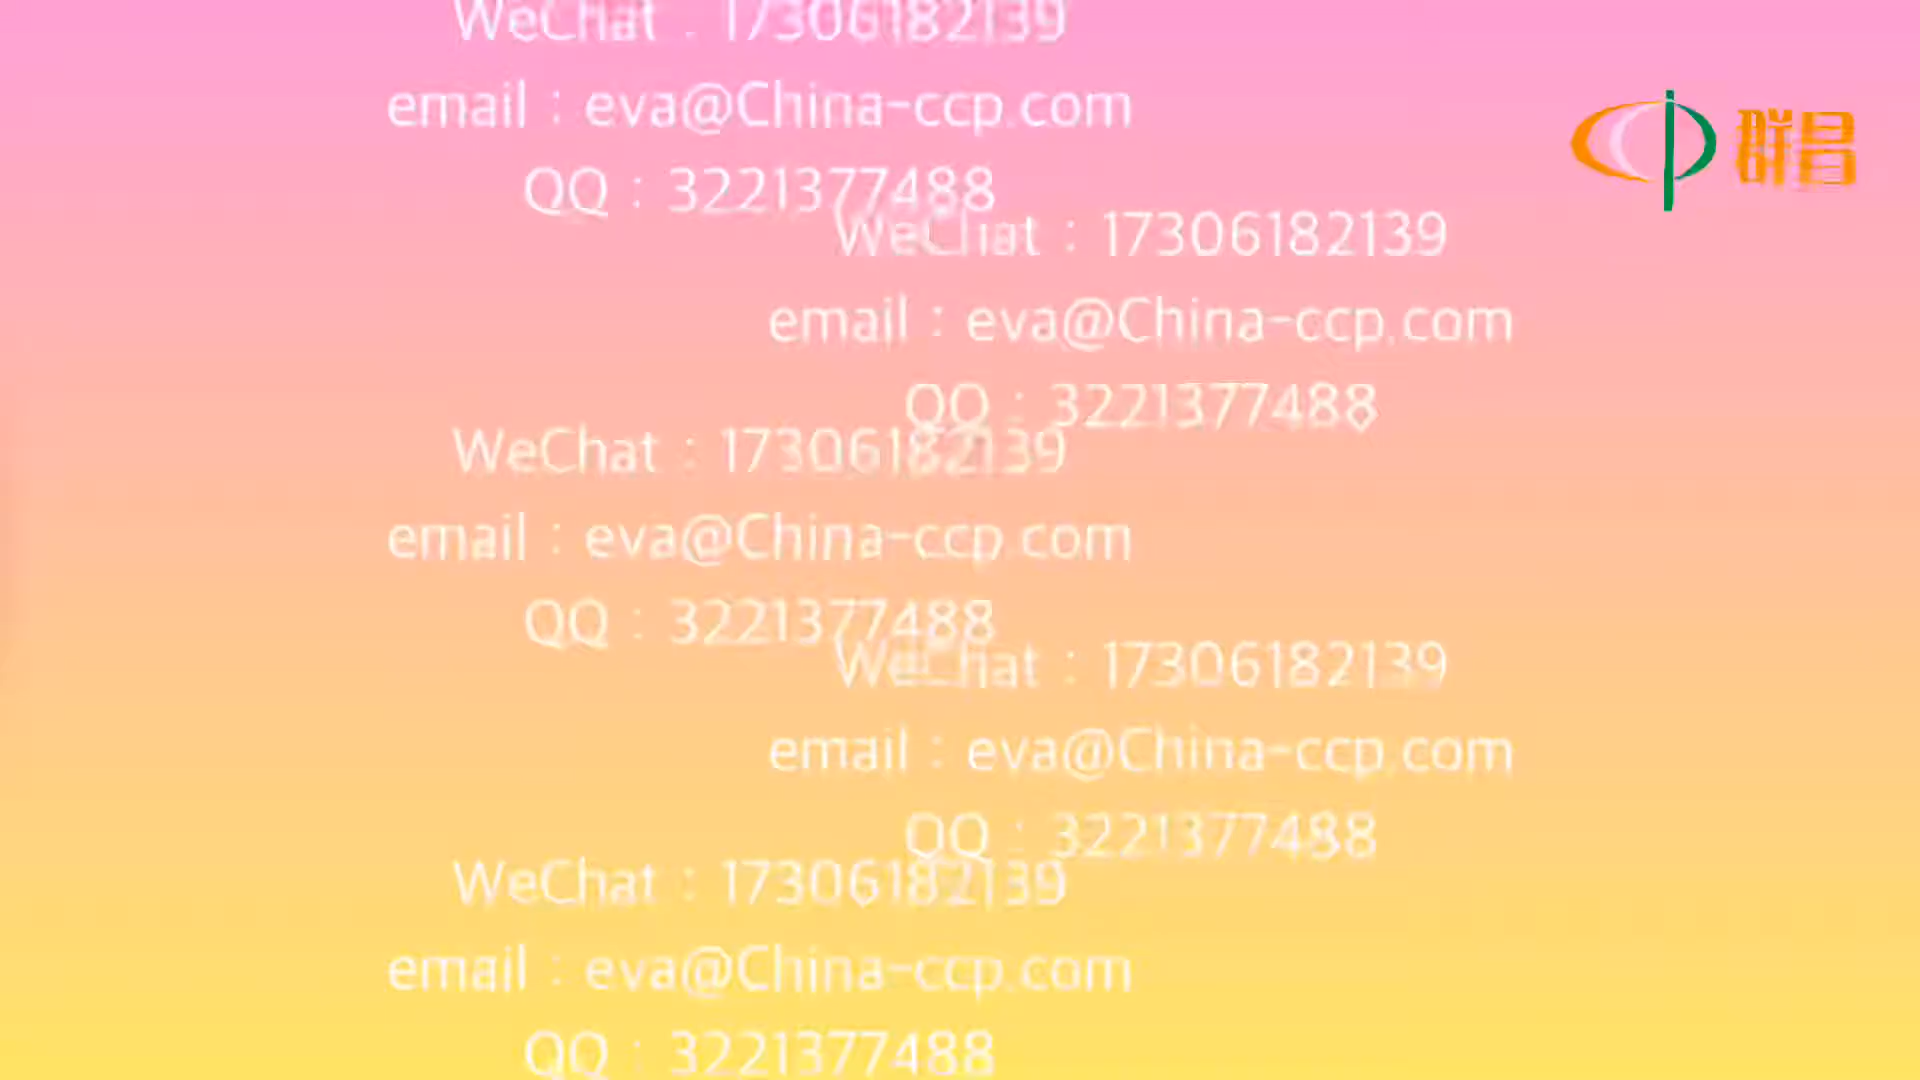 WeChat : 17306182139
email : eva@China-ccp.com
群昌
QQ : 3221377488
WeChat : 17306182139
email : eva@China-ccp.com
QQ : 3221377488
WeChat : 17306182139
email : eva@China-ccp.com
QQ : 3221377488
WeChat : 17306182139
email : eva@China-ccp.com
QQ : 3221377488
WeChat : 17306182139
email : eva@China-ccp.com
QQ : 3221377488